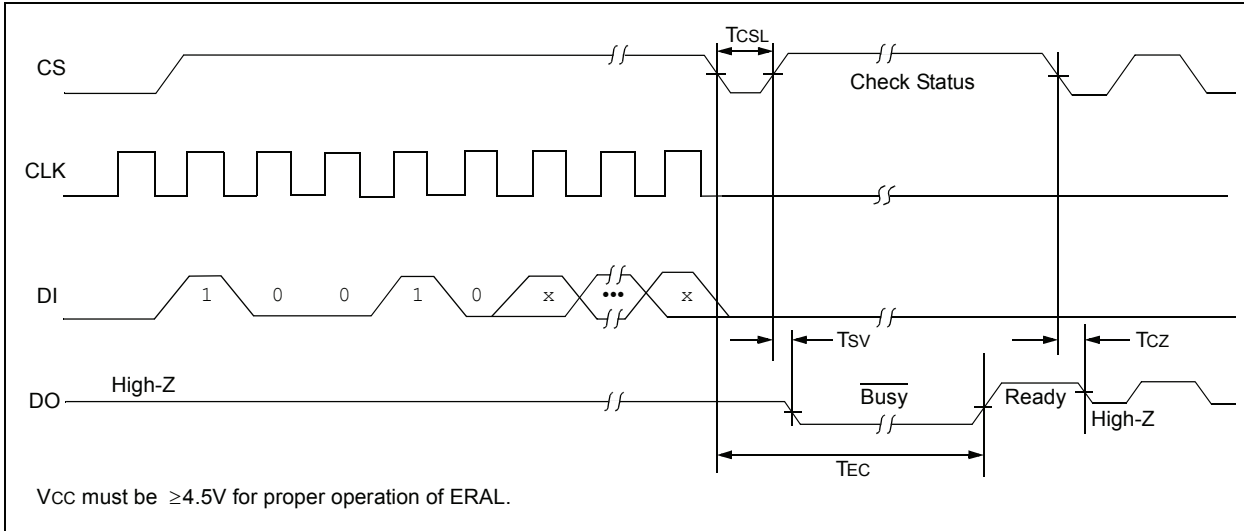 TCSL
CS
Check Status
CLK
DI
1 0 0 1 0 x ••• x
TSV
TCZ
High-Z
DO
Busy
Ready
High-Z
TEC
VCC must be ≥4.5V for proper operation of ERAL.